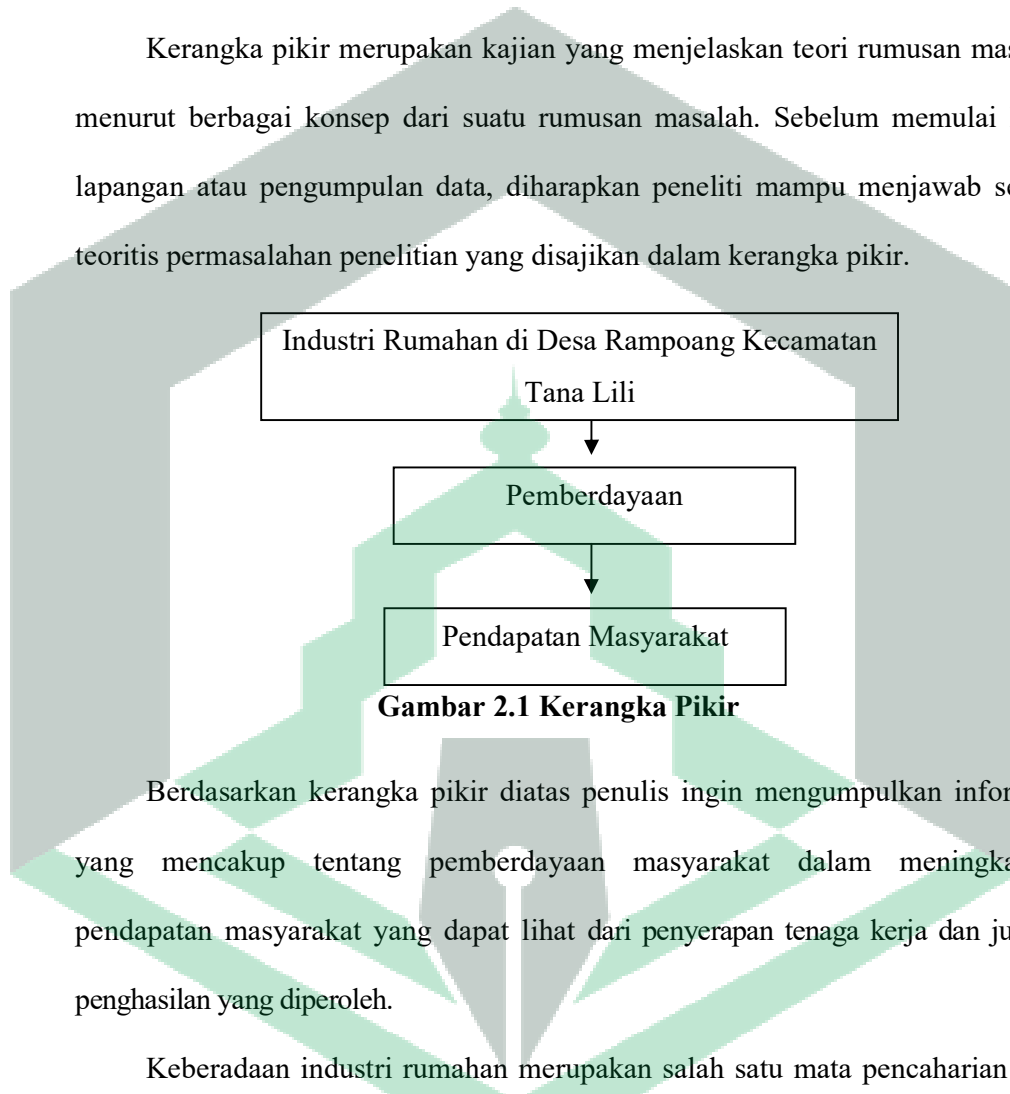 Kerangka pikir merupakan kajian yang menjelaskan teori rumusan mas
menurut berbagai konsep dari suatu rumusan masalah. Sebelum memulai
lapangan atau pengumpulan data, diharapkan peneliti mampu menjawab se
teoritis permasalahan penelitian yang disajikan dalam kerangka pikir.
Industri Rumahan di Desa Rampoang Kecamatan
Tana Lili
Pemberdayaan
Pendapatan Masyarakat
Gambar 2.1 Kerangka Pikir
Berdasarkan kerangka pikir diatas penulis ingin mengumpulkan infor
yang mencakup tentang pemberdayaan masyarakat dalam meningka
pendapatan masyarakat yang dapat lihat dari penyerapan tenaga kerja dan ju
penghasilan yang diperoleh.
Keberadaan industri rumahan merupakan salah satu mata pencaharian